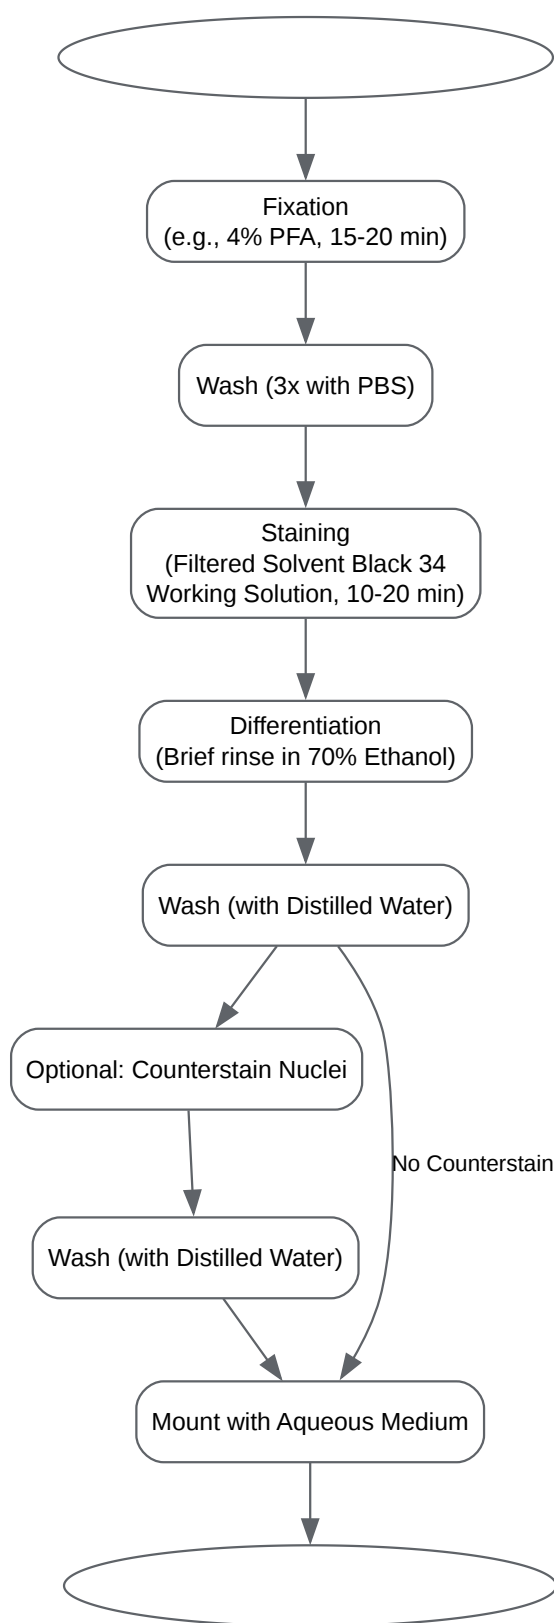 Fixation
(e.g., 4% PFA, 15-20 min)
Wash (3x with PBS)
Staining
(Filtered Solvent Black 34
Working Solution, 10-20 min)
Differentiation
(Brief rinse in 70% Ethanol)
Wash (with Distilled Water)
Optional: Counterstain Nuclei
No Counterstain
Wash (with Distilled Water)
Mount with Aqueous Medium